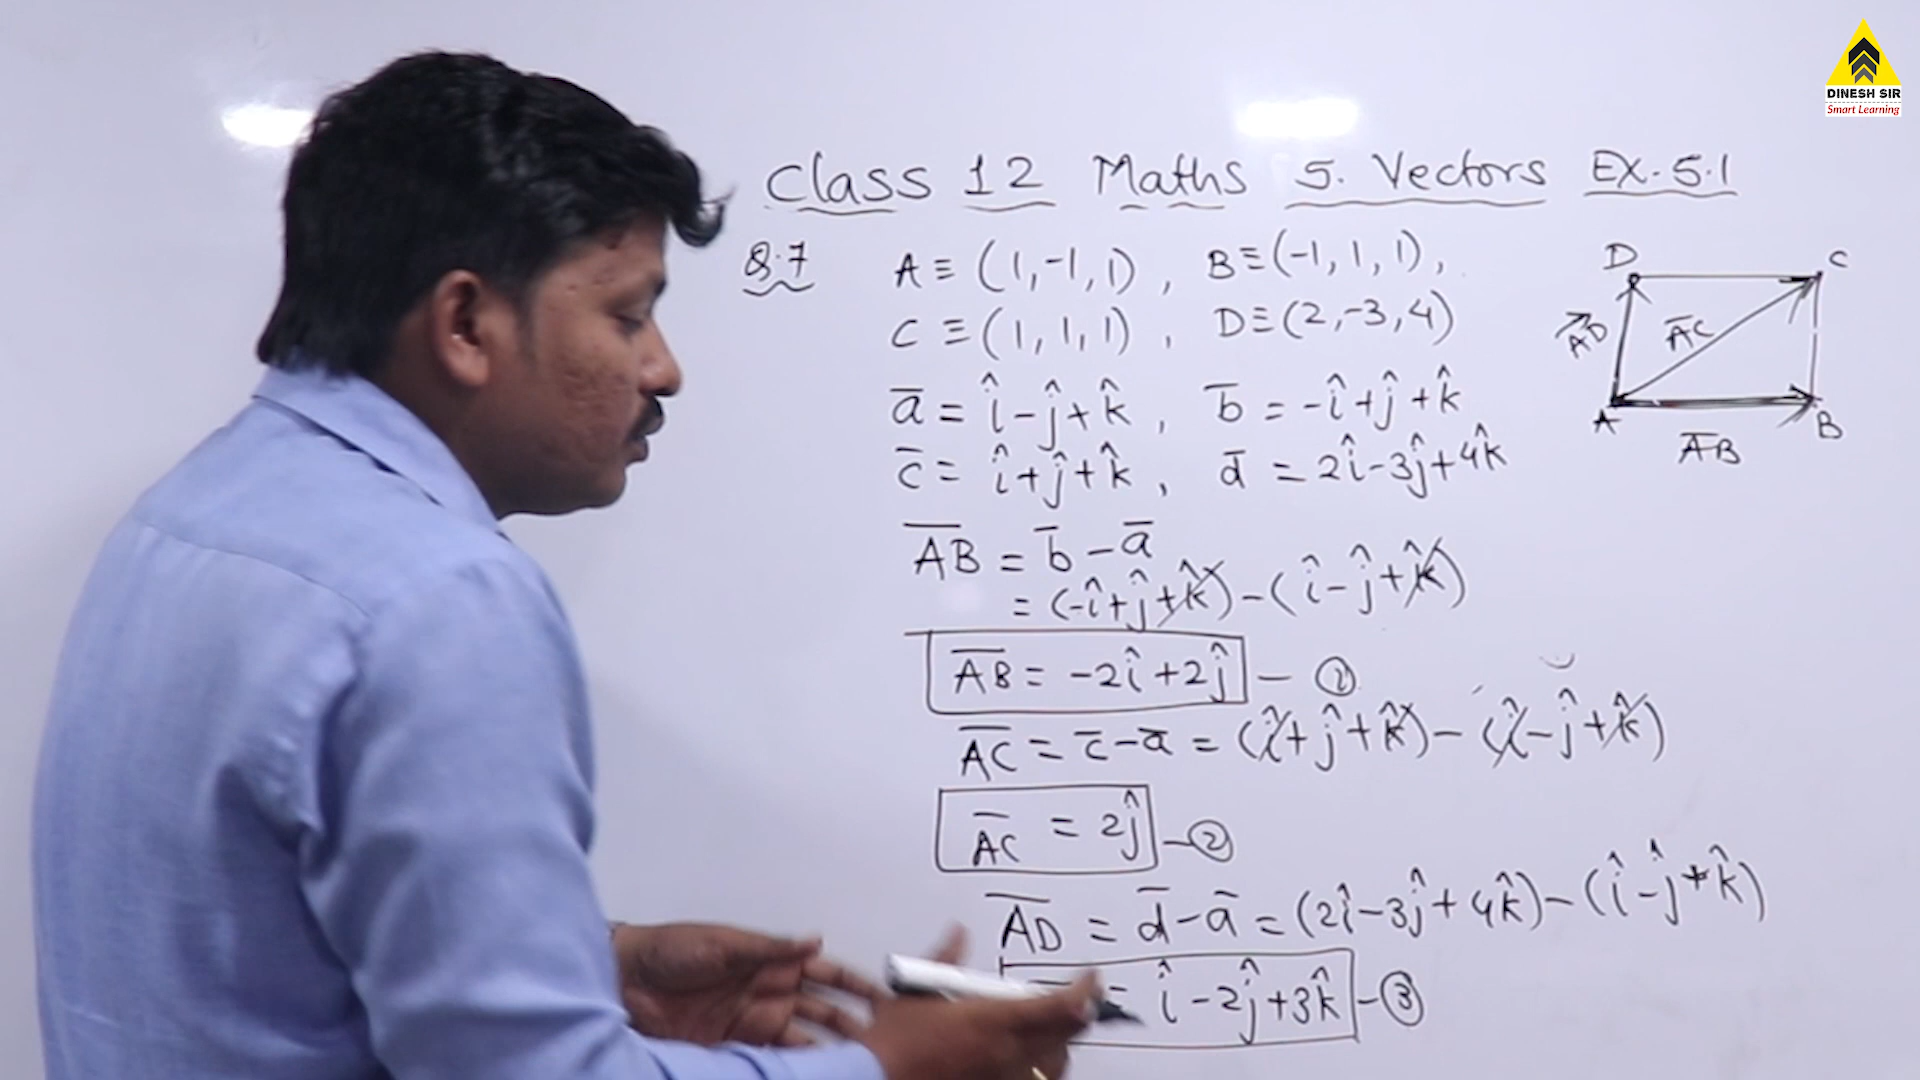 DINESH SIR
Smart Learning
Class 12 Maths 5. Vectors Ex. 5.1
Q.7 A ≡ (1, -1, 1), B ≡ (-1, 1, 1),
C ≡ (1, 1, 1), D ≡ (2, -3, 4)
a̅ = î - ĵ + k̂, b̅ = -î + ĵ + k̂
c̅ = î + ĵ + k̂, d̅ = 2î - 3ĵ + 4k̂
D C
AD AC
A B
AB
AB = b̅ - a̅
= (-î + ĵ + k̂) - (î - ĵ + k̂)
AB = -2î + 2ĵ — ①
AC = c̅ - a̅ = (î + ĵ + k̂) - (î - ĵ + k̂)
AC = 2ĵ — ②
AD = d̅ - a̅ = (2î - 3ĵ + 4k̂) - (î - ĵ + k̂)
= î - 2ĵ + 3k̂ — ③